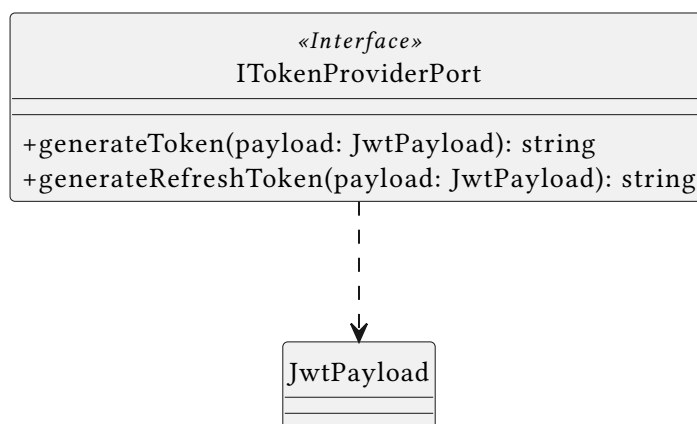 «Interface»
ITokenProviderPort
+generateToken(payload: JwtPayload): string
+generateRefreshToken(payload: JwtPayload): string
JwtPayload